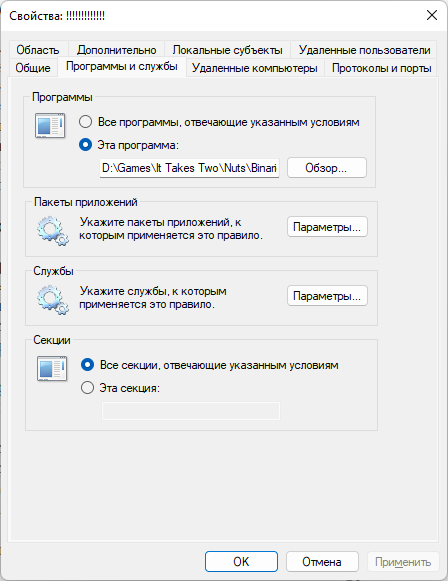 Свойства: !!!!!!!!!!!!!
Область Дополнительно Локальные субъекты Удаленные пользователи
Общие Программы и службы Удаленные компьютеры Протоколы и порты
Программы
Все программы, отвечающие указанным условиям
Эта программа:
D:\Games\It Takes Two\Nuts\Binari Обзор...
Пакеты приложений
Укажите пакеты приложений, к
которым применяется это правило.
Параметры...
Службы
Укажите службы, к которым
применяется это правило.
Параметры...
Секции
Все секции, отвечающие указанным условиям
Эта секция:
OK Отмена Применить